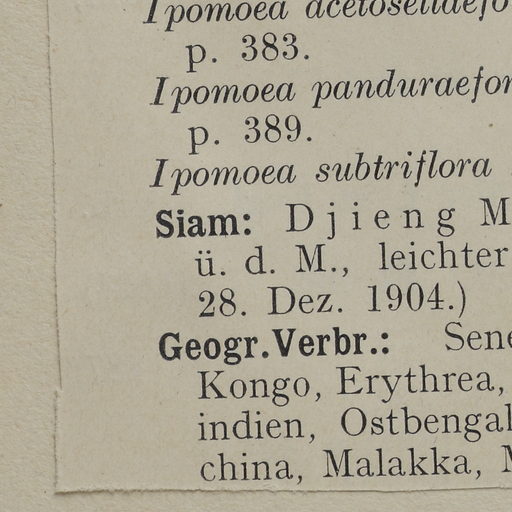 Ipomoea
p. 383.
Ipomoea panduraefor
p. 389.
Ipomoea subtriflora
Siam: Djieng M
ü. d. M., leichter
28. Dez. 1904.)
Geogr. Verbr.: Sene
Kongo, Erythrea,
indien, Ostbengal
china, Malakka, M